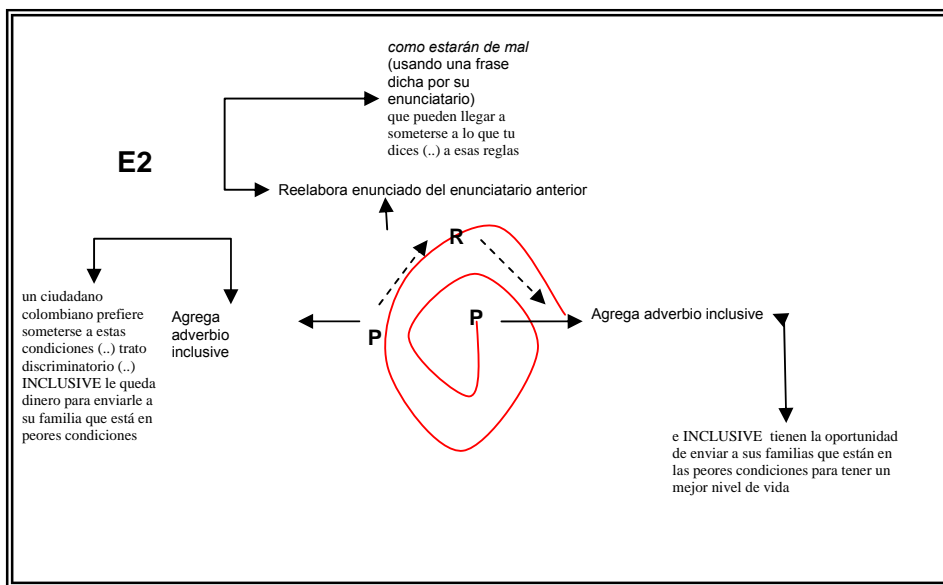 como estarán de mal
(usando una frase
dicha por su
enunciatario)
que pueden llegar a
someterse a lo que tu
dices (..) a esas reglas
E2
Reelabora enunciado del enunciatario anterior
R
un ciudadano
colombiano prefiere
someterse a estas
condiciones (..) trato
discriminatorio (..)
INCLUSIVE le queda
dinero para enviarle a
su familia que está en
peores condiciones
Agrega
adverbio
inclusive
P
P
Agrega adverbio inclusive
e INCLUSIVE tienen la oportunidad
de enviar a sus familias que están en
las peores condiciones para tener un
mejor nivel de vida